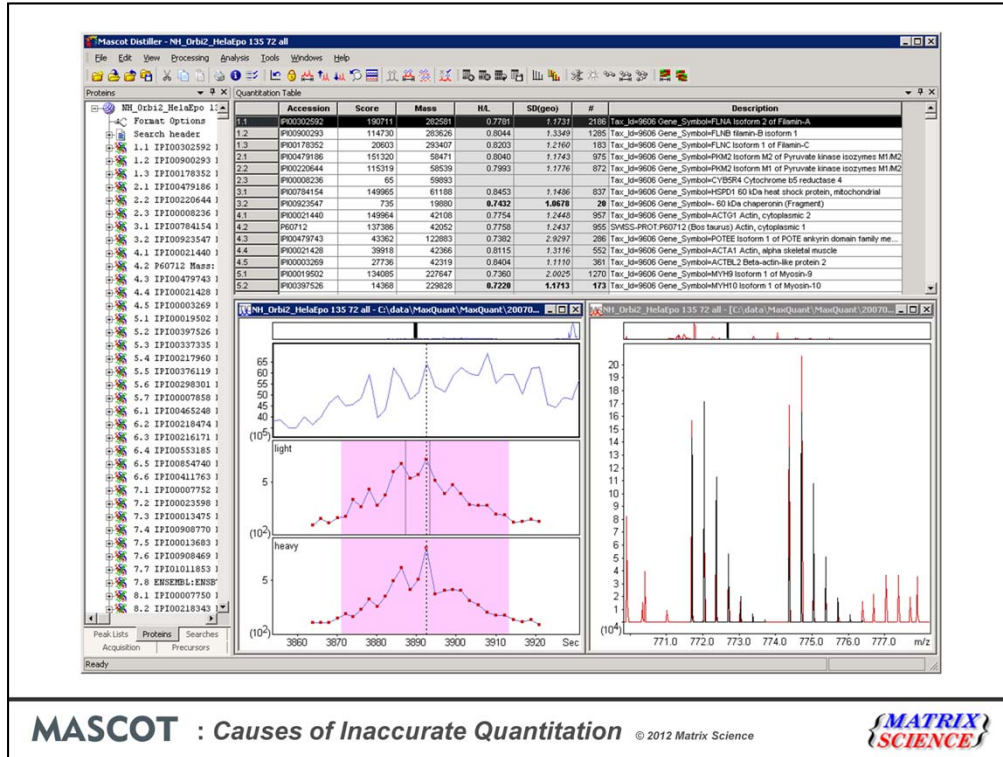 Mascot Distiller - NH_Orbi2_HelaEpo 135 72 all
File Edit View Processing Analysis Tools Windows Help
Proteins
Quantitation Table
NH_Orbi2_HelaEpo 13
Format Options
Search header
1.1 IPI00302592
1.2 IPI00900293
1.3 IPI00178352
2.1 IPI00479186
2.2 IPI00220644
2.3 IPI00008236
3.1 IPI00784154
3.2 IPI00923547
4.1 IPI00021440
4.2 P60712 Mass:
4.3 IPI00479743
4.4 IPI00021428
4.5 IPI00003269
5.1 IPI00019502
5.2 IPI00397526
5.3 IPI00337335
5.4 IPI00217960
5.5 IPI00376119
5.6 IPI00298301
5.7 IPI00007858
6.1 IPI00465248
6.2 IPI00218474
6.3 IPI00216171
6.4 IPI00553185
6.5 IPI00854740
6.6 IPI00411763
7.1 IPI00007752
7.2 IPI00023598
7.3 IPI00013475
7.4 IPI00908770
7.5 IPI00013683
7.6 IPI00908469
7.7 IPI01011853
7.8 ENSEMBL:ENSB
8.1 IPI00007750
8.2 IPI00218343
Peak Lists Proteins Searches
Acquisition Precursors
Ready
Accession Score Mass H/L SD(geo) # Description
1.1 IPI00302592 190711 282581 0.7781 1.1731 2186 Tax_Id=9606 Gene_Symbol=FLNA Isoform 2 of Filamin-A
1.2 IPI00900293 114730 283626 0.8044 1.3349 1285 Tax_Id=9606 Gene_Symbol=FLNB filamin-B isoform 1
1.3 IPI00178352 20603 293407 0.8203 1.2160 183 Tax_Id=9606 Gene_Symbol=FLNC Isoform 1 of Filamin-C
2.1 IPI00479186 151320 58471 0.8040 1.1743 975 Tax_Id=9606 Gene_Symbol=PKM2 Isoform M2 of Pyruvate kinase isozymes M1/M2
2.2 IPI00220644 115319 58539 0.7993 1.1776 872 Tax_Id=9606 Gene_Symbol=PKM2 Isoform M1 of Pyruvate kinase isozymes M1/M2
2.3 IPI00008236 65 59893 Tax_Id=9606 Gene_Symbol=CYB5R4 Cytochrome b5 reductase 4
3.1 IPI00784154 149965 61188 0.8453 1.1486 837 Tax_Id=9606 Gene_Symbol=HSPD1 60 kDa heat shock protein, mitochondrial
3.2 IPI00923547 735 19880 0.7432 1.0678 20 Tax_Id=9606 Gene_Symbol=- 60 kDa chaperonin (Fragment)
4.1 IPI00021440 149964 42108 0.7754 1.2448 957 Tax_Id=9606 Gene_Symbol=ACTG1 Actin, cytoplasmic 2
4.2 P60712 137386 42052 0.7758 1.2437 955 SWISS-PROT:P60712 (Bos taurus) Actin, cytoplasmic 1
4.3 IPI00479743 43362 122883 0.7382 2.9297 286 Tax_Id=9606 Gene_Symbol=POTEE Isoform 1 of POTE ankyrin domain family me...
4.4 IPI00021428 39918 42366 0.8115 1.3116 552 Tax_Id=9606 Gene_Symbol=ACTA1 Actin, alpha skeletal muscle
4.5 IPI00003269 27736 42319 0.8404 1.1110 361 Tax_Id=9606 Gene_Symbol=ACTBL2 Beta-actin-like protein 2
5.1 IPI00019502 134085 227647 0.7360 2.0025 1270 Tax_Id=9606 Gene_Symbol=MYH9 Isoform 1 of Myosin-9
5.2 IPI00397526 14368 229828 0.7220 1.1713 173 Tax_Id=9606 Gene_Symbol=MYH10 Isoform 1 of Myosin-10
NH_Orbi2_HelaEpo 135 72 all - C:\data\MaxQuant\MaxQuant\20070...
65
60
55
50
45
40
(10⁵)
light
5
(10²)
heavy
5
(10²)
3860 3870 3880 3890 3900 3910 3920 Sec
NH_Orbi2_HelaEpo 135 72 all - [C:\data\MaxQuant\MaxQuant\20070...
20
19
18
17
16
15
14
13
12
11
10
9
8
7
6
5
4
3
2
1
(10⁴)
771.0 772.0 773.0 774.0 775.0 776.0 777.0 m/z
MASCOT : Causes of Inaccurate Quantitation © 2012 Matrix Science
{MATRIX
SCIENCE}